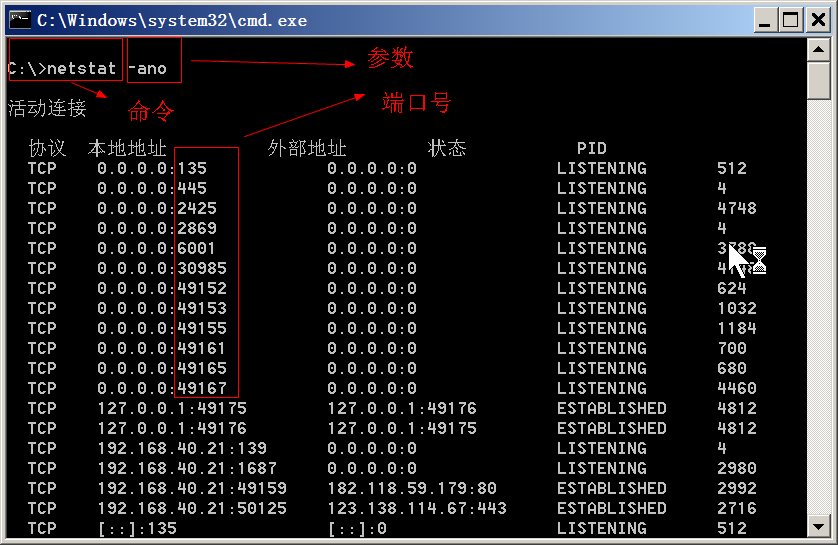 C:\Windows\system32\cmd.exe
C:\>netstat -ano
参数
活动连接
命令
端口号
协议 本地地址 外部地址 状态 PID
TCP 0.0.0.0:135 0.0.0.0:0 LISTENING 512
TCP 0.0.0.0:445 0.0.0.0:0 LISTENING 4
TCP 0.0.0.0:2425 0.0.0.0:0 LISTENING 4748
TCP 0.0.0.0:2869 0.0.0.0:0 LISTENING 4
TCP 0.0.0.0:6001 0.0.0.0:0 LISTENING
TCP 0.0.0.0:30985 0.0.0.0:0 LISTENING
TCP 0.0.0.0:49152 0.0.0.0:0 LISTENING 624
TCP 0.0.0.0:49153 0.0.0.0:0 LISTENING 1032
TCP 0.0.0.0:49155 0.0.0.0:0 LISTENING 1184
TCP 0.0.0.0:49161 0.0.0.0:0 LISTENING 700
TCP 0.0.0.0:49165 0.0.0.0:0 LISTENING 680
TCP 0.0.0.0:49167 0.0.0.0:0 LISTENING 4460
TCP 127.0.0.1:49175 127.0.0.1:49176 ESTABLISHED 4812
TCP 127.0.0.1:49176 127.0.0.1:49175 ESTABLISHED 4812
TCP 192.168.40.21:139 0.0.0.0:0 LISTENING 4
TCP 192.168.40.21:1687 0.0.0.0:0 LISTENING 2980
TCP 192.168.40.21:49159 182.118.59.179:80 ESTABLISHED 2992
TCP 192.168.40.21:50125 123.138.114.67:443 ESTABLISHED 2716
TCP [::]:135 [::]:0 LISTENING 512